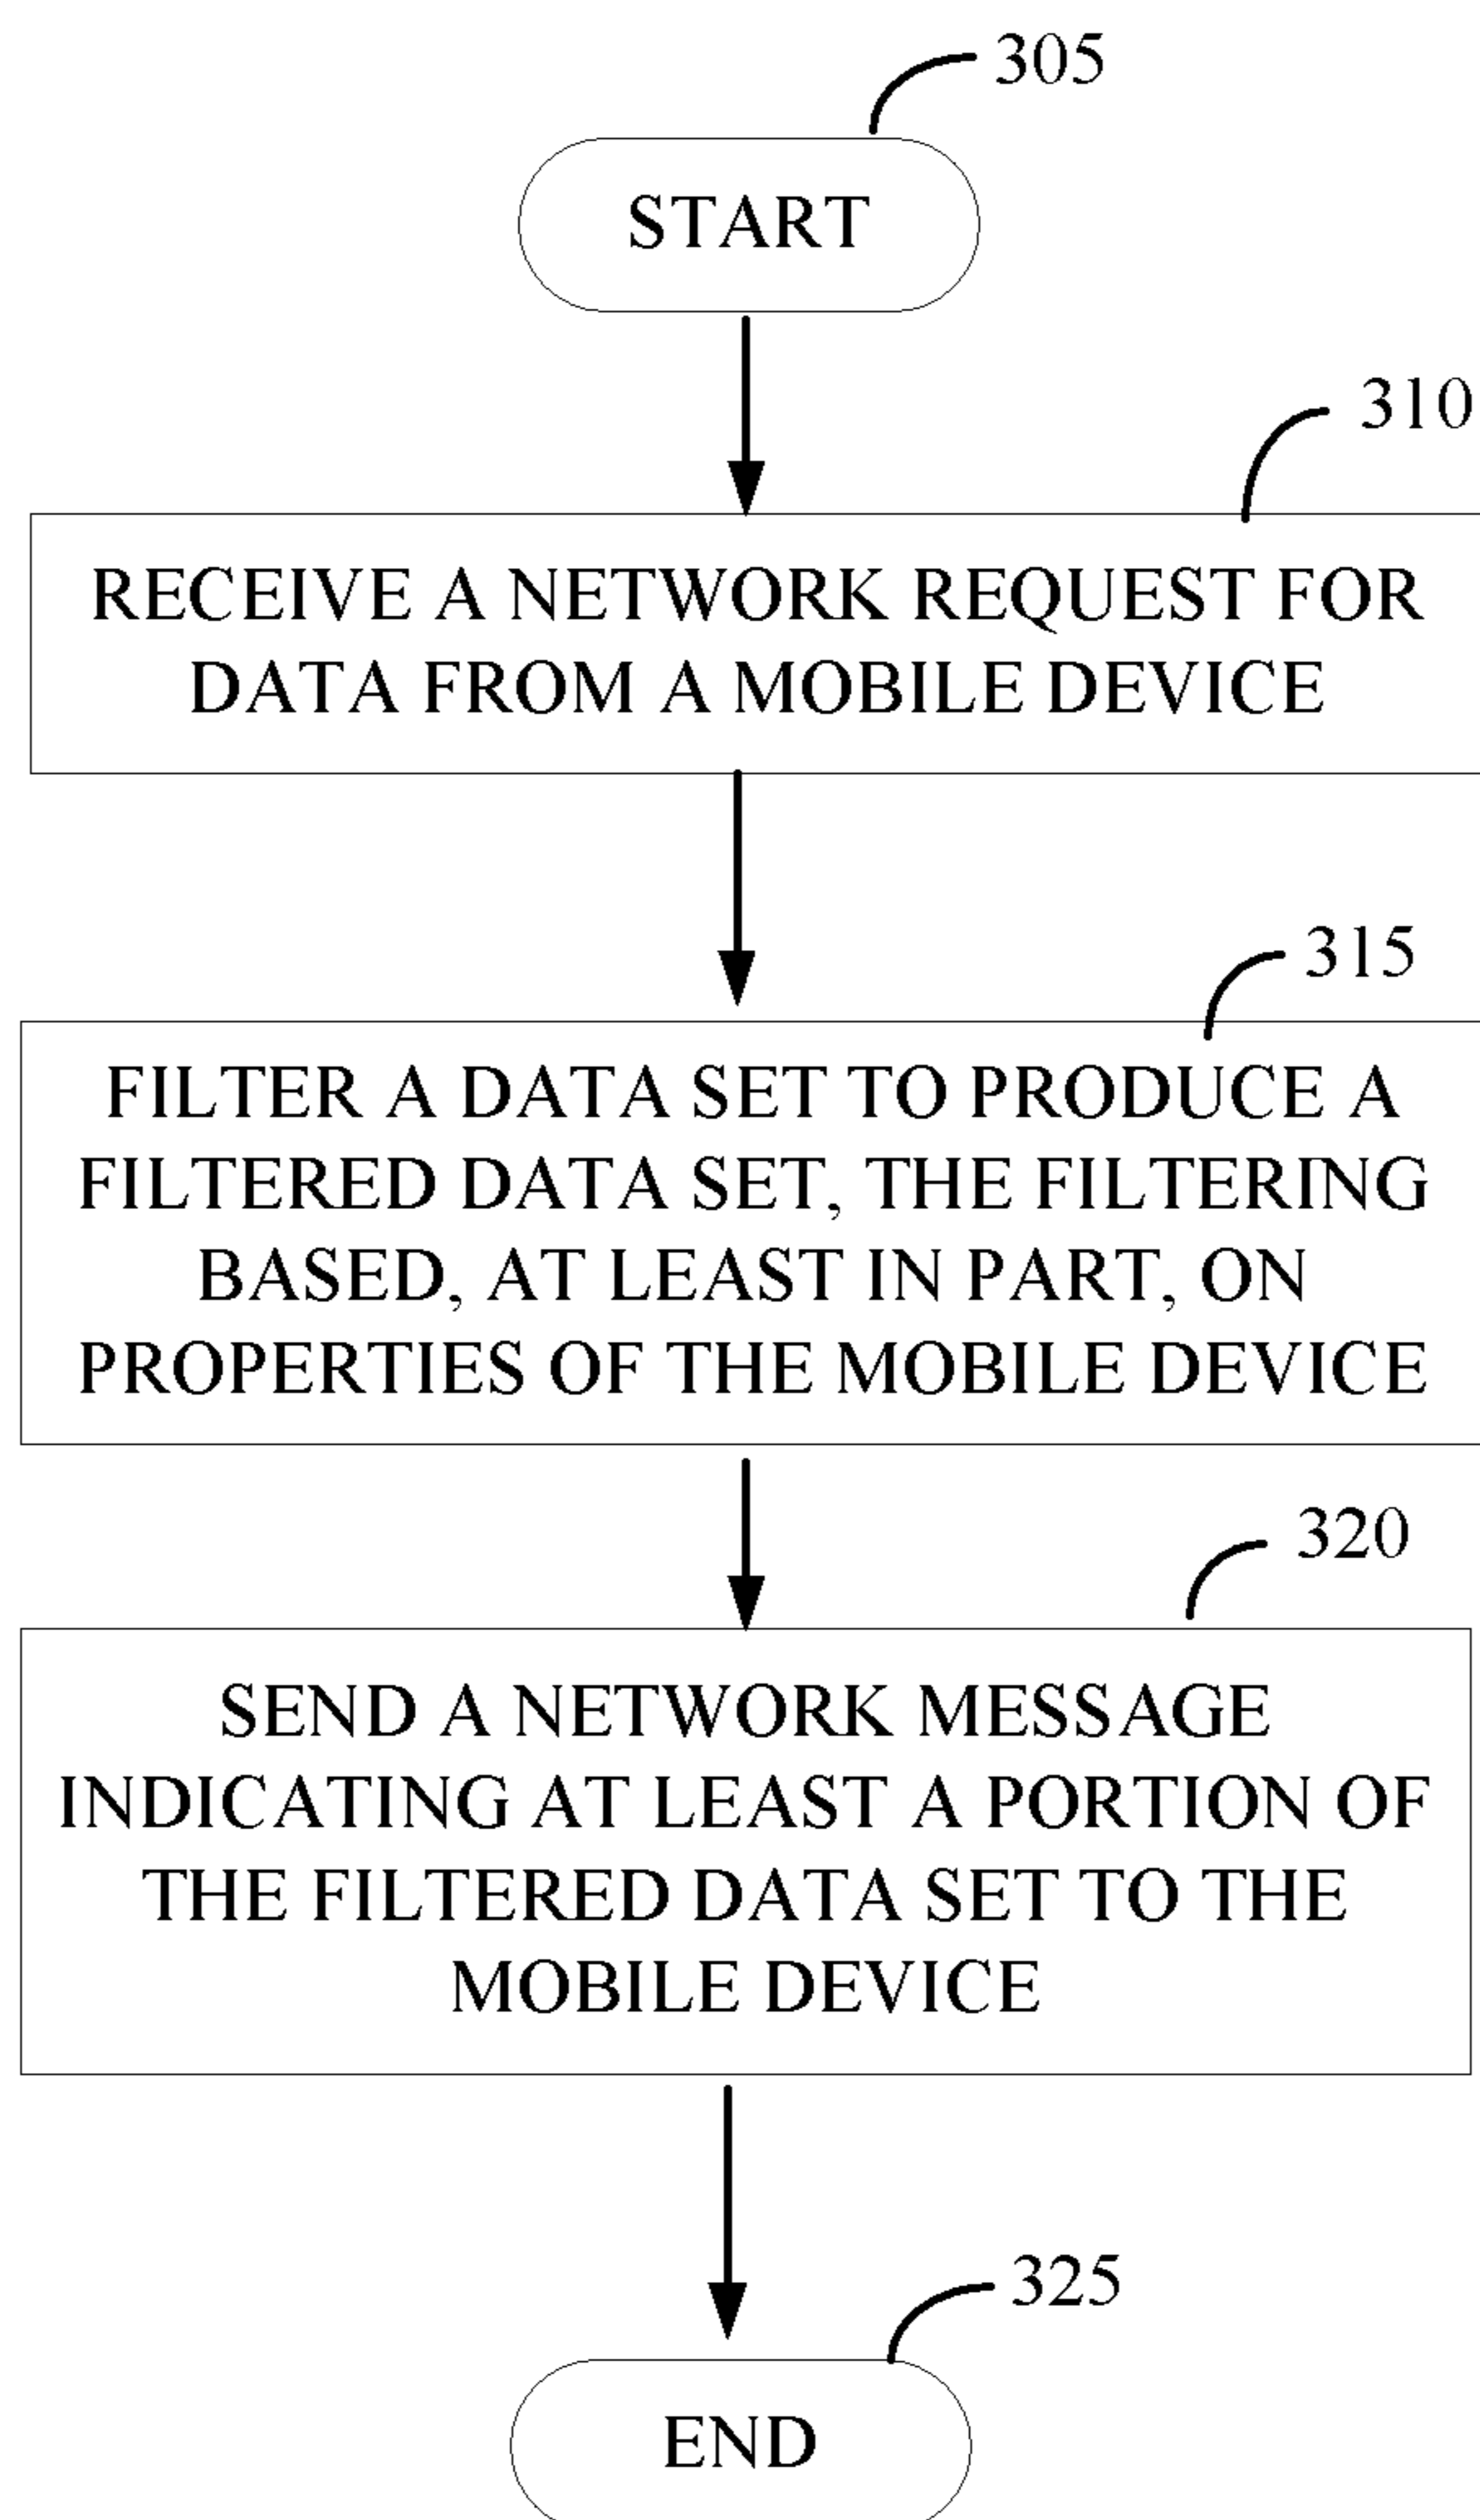 305
START
310
RECEIVE A NETWORK REQUEST FOR
DATA FROM A MOBILE DEVICE
315
FILTER A DATA SET TO PRODUCE A
FILTERED DATA SET, THE FILTERING
BASED, AT LEAST IN PART, ON
PROPERTIES OF THE MOBILE DEVICE
320
SEND A NETWORK MESSAGE
INDICATING AT LEAST A PORTION OF
THE FILTERED DATA SET TO THE
MOBILE DEVICE
325
END